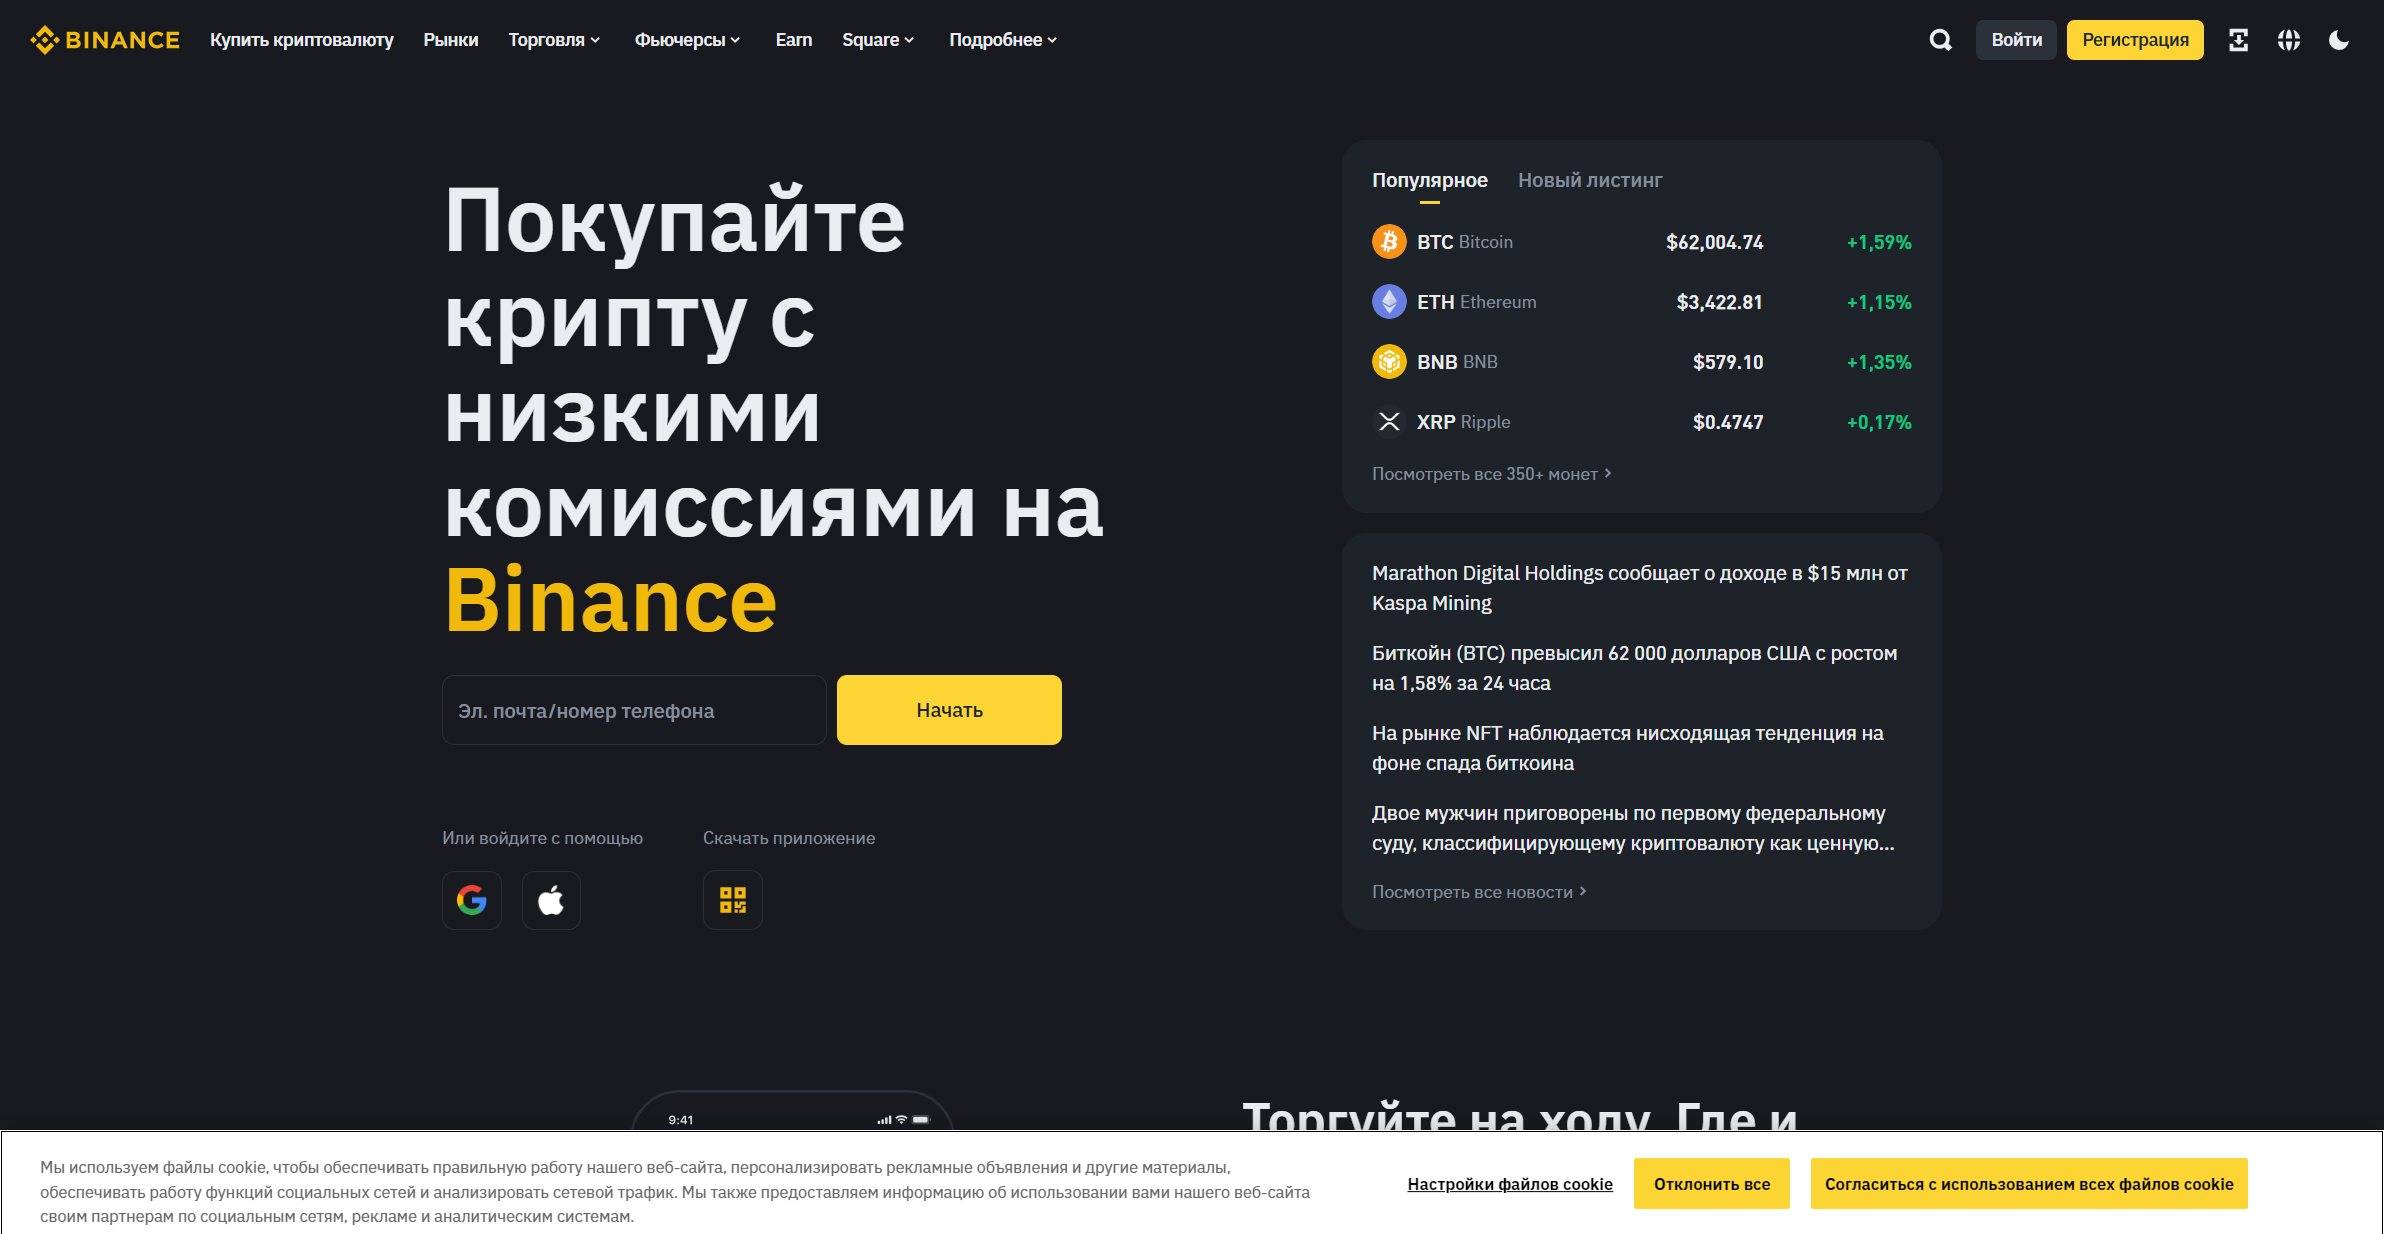 BINANCE
Купить криптовалюту
Рынки
Торговля
Фьючерсы
Earn
Square
Подробнее
Войти
Регистрация
Покупайте
крипту с
низкими
комиссиями на
Binance
Эл. почта/номер телефона
Начать
Или войдите с помощью
Скачать приложение
Популярное
Новый листинг
BTC Bitcoin $62,004.74 +1,59%
ETH Ethereum $3,422.81 +1,15%
BNB BNB $579.10 +1,35%
XRP Ripple $0.4747 +0,17%
Посмотреть все 350+ монет
Marathon Digital Holdings сообщает о доходе в $15 млн от
Kaspa Mining
Биткойн (BTC) превысил 62 000 долларов США с ростом
на 1,58% за 24 часа
На рынке NFT наблюдается нисходящая тенденция на
фоне спада биткоина
Двое мужчин приговорены по первому федеральному
суду, классифицирующему криптовалюту как ценную...
Посмотреть все новости
9:41
Торгуйте на ходу. Где и
Мы используем файлы cookie, чтобы обеспечивать правильную работу нашего веб-сайта, персонализировать рекламные объявления и другие материалы,
обеспечивать работу функций социальных сетей и анализировать сетевой трафик. Мы также предоставляем информацию об использовании вами нашего веб-сайта
своим партнерам по социальным сетям, рекламе и аналитическим системам.
Настройки файлов cookie
Отклонить все
Согласиться с использованием всех файлов cookie